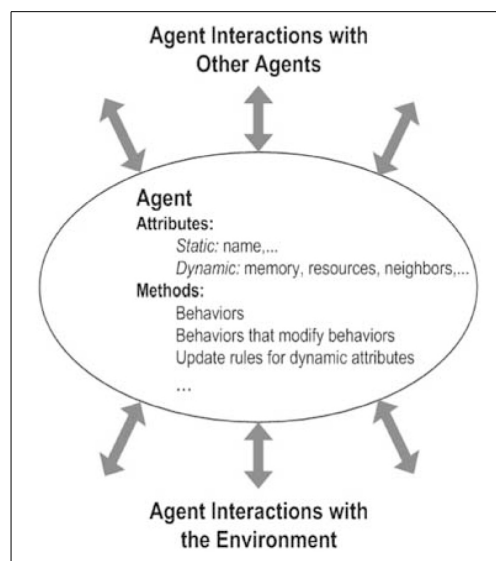 Agent Interactions with
Other Agents
Agent
Attributes:
Static: name,...
Dynamic: memory, resources, neighbors,...
Methods:
Behaviors
Behaviors that modify behaviors
Update rules for dynamic attributes
...
Agent Interactions with
the Environment